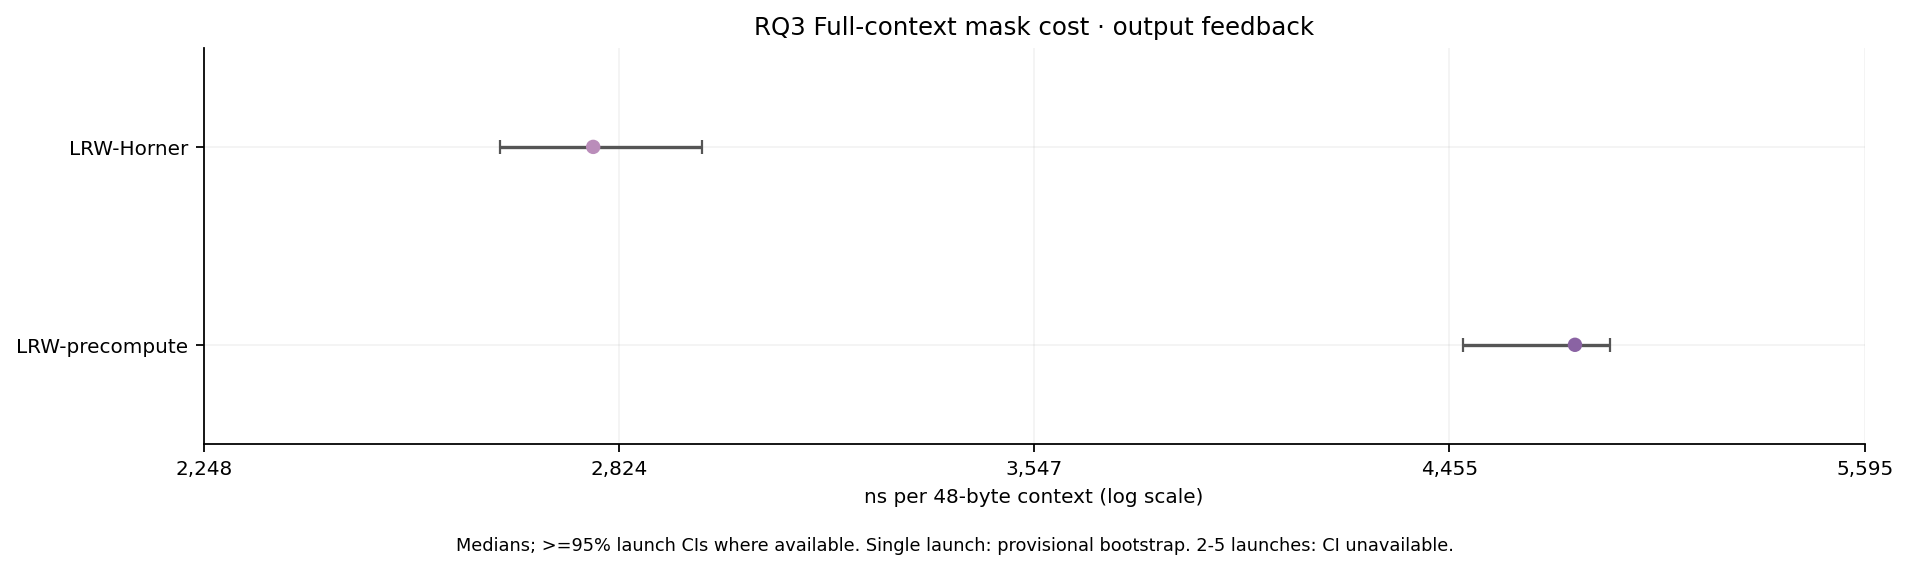 RQ3 Full-context mask cost · output feedback
LRW-Horner
LRW-precompute
2,248 2,824 3,547 4,455 5,595
ns per 48-byte context (log scale)
Medians; >=95% launch CIs where available. Single launch: provisional bootstrap. 2-5 launches: CI unavailable.